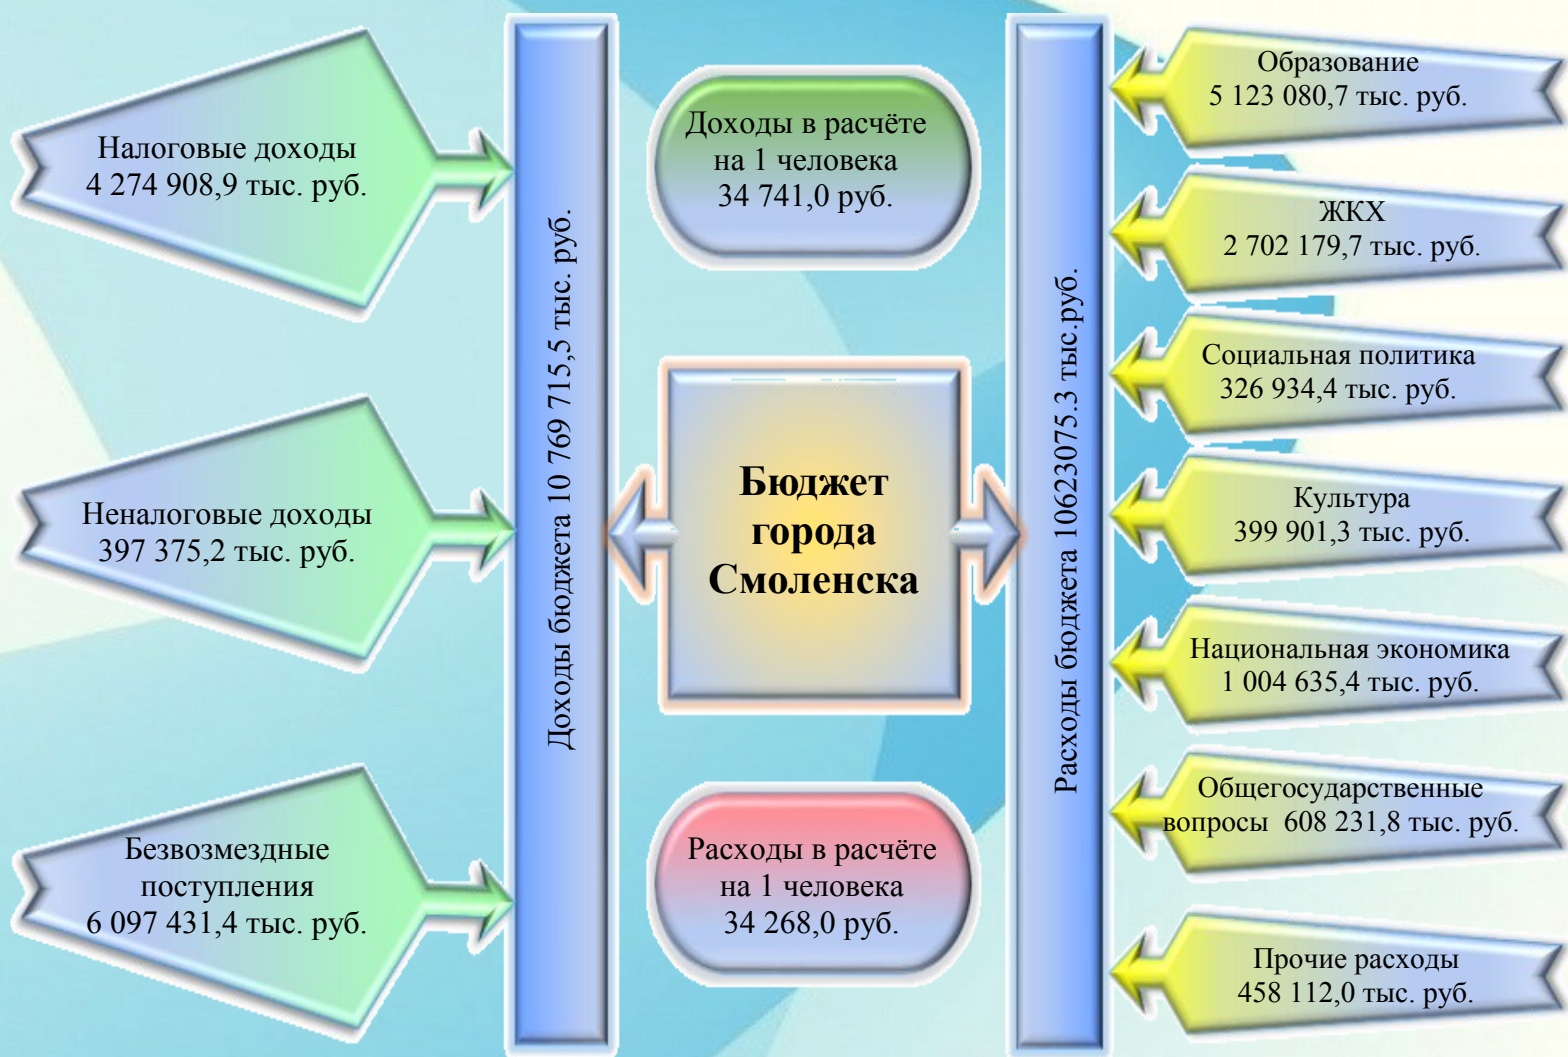 Налоговые доходы
4 274 908,9 тыс. руб.
Неналоговые доходы
397 375,2 тыс. руб.
Безвозмездные
поступления
6 097 431,4 тыс. руб.
Доходы бюджета 10 769 715,5 тыс. руб.
Доходы в расчёте
на 1 человека
34 741,0 руб.
Бюджет
города
Смоленска
Расходы в расчёте
на 1 человека
34 268,0 руб.
Расходы бюджета 10623075.3 тыс.руб.
Образование
5 123 080,7 тыс. руб.
ЖКХ
2 702 179,7 тыс. руб.
Социальная политика
326 934,4 тыс. руб.
Культура
399 901,3 тыс. руб.
Национальная экономика
1 004 635,4 тыс. руб.
Общегосударственные
вопросы 608 231,8 тыс. руб.
Прочие расходы
458 112,0 тыс. руб.